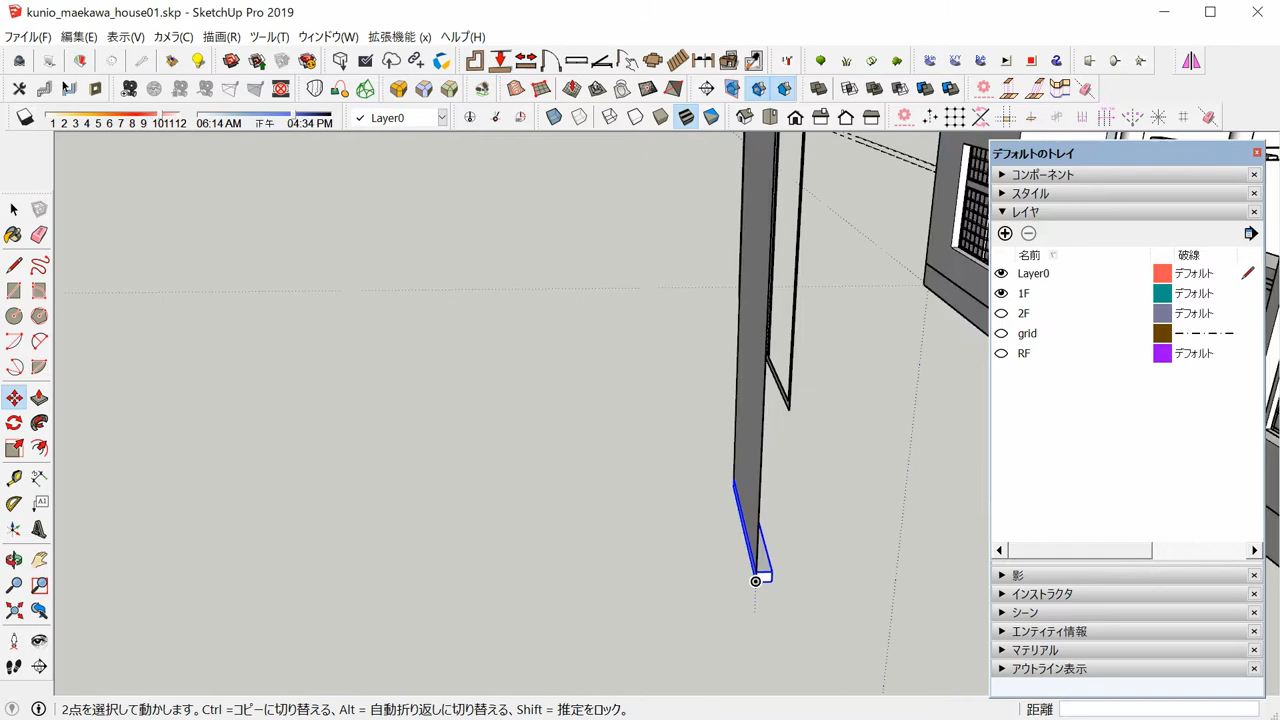 kunio_maekawa_house01.skp - SketchUp Pro 2019
ファイル(F) 編集(E) 表示(V) カメラ(C) 描画(R) ツール(T) ウィンドウ(W) 拡張機能 (x) ヘルプ(H)
1 2 3 4 5 6 7 8 9 101112 06:14 AM 正午 04:34 PM Layer0
デフォルトのトレイ
コンポーネント
スタイル
レイヤ
名前 破線
Layer0 デフォルト
1F デフォルト
2F デフォルト
grid
RF デフォルト
A1
影
インストラクタ
シーン
エンティティ情報
マテリアル
アウトライン表示
2点を選択して動かします。Ctrl =コピーに切り替える、Alt = 自動折り返しに切り替える、Shift = 推定をロック。 距離